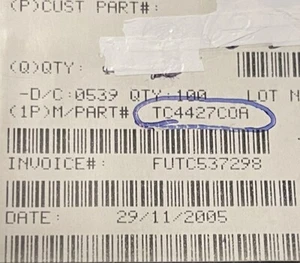 (P)CUST PART#:
(Q)QTY:
-D/C:0539 QTY:100 LOT N
(1P)M/PART# TC4427COA
INVOICE#: FUTC537298
DATE: 29/11/2005